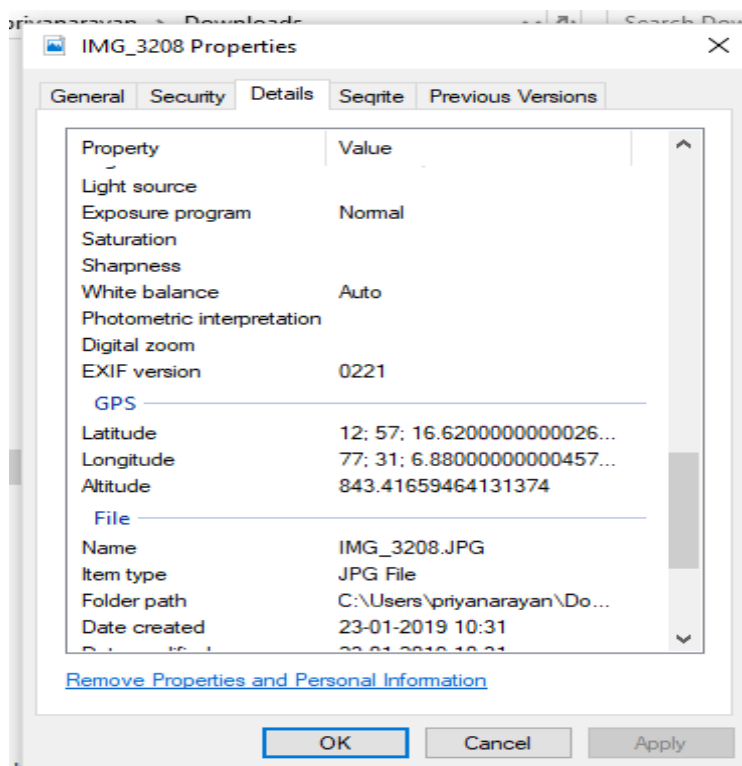 Downloads
IMG_3208 Properties
General Security Details Seqrite Previous Versions
Property Value
Light source
Exposure program Normal
Saturation
Sharpness
White balance Auto
Photometric interpretation
Digital zoom
EXIF version 0221
GPS
Latitude 12; 57; 16.6200000000026...
Longitude 77; 31; 6.88000000000457...
Altitude 843.41659464131374
File
Name IMG_3208.JPG
Item type JPG File
Folder path C:\Users\priyanarayan\Do...
Date created 23-01-2019 10:31
Remove Properties and Personal Information
OK Cancel Apply